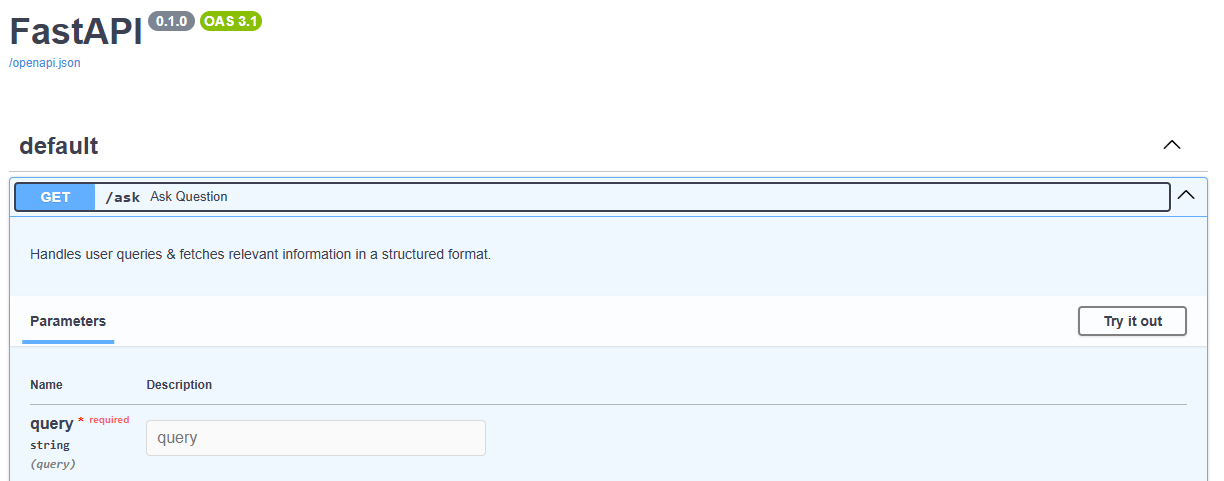 FastAPI 0.1.0 OAS 3.1
/openapi.json
default
GET /ask Ask Question
Handles user queries & fetches relevant information in a structured format.
Parameters Try it out
Name Description
query * required query
string
(query)